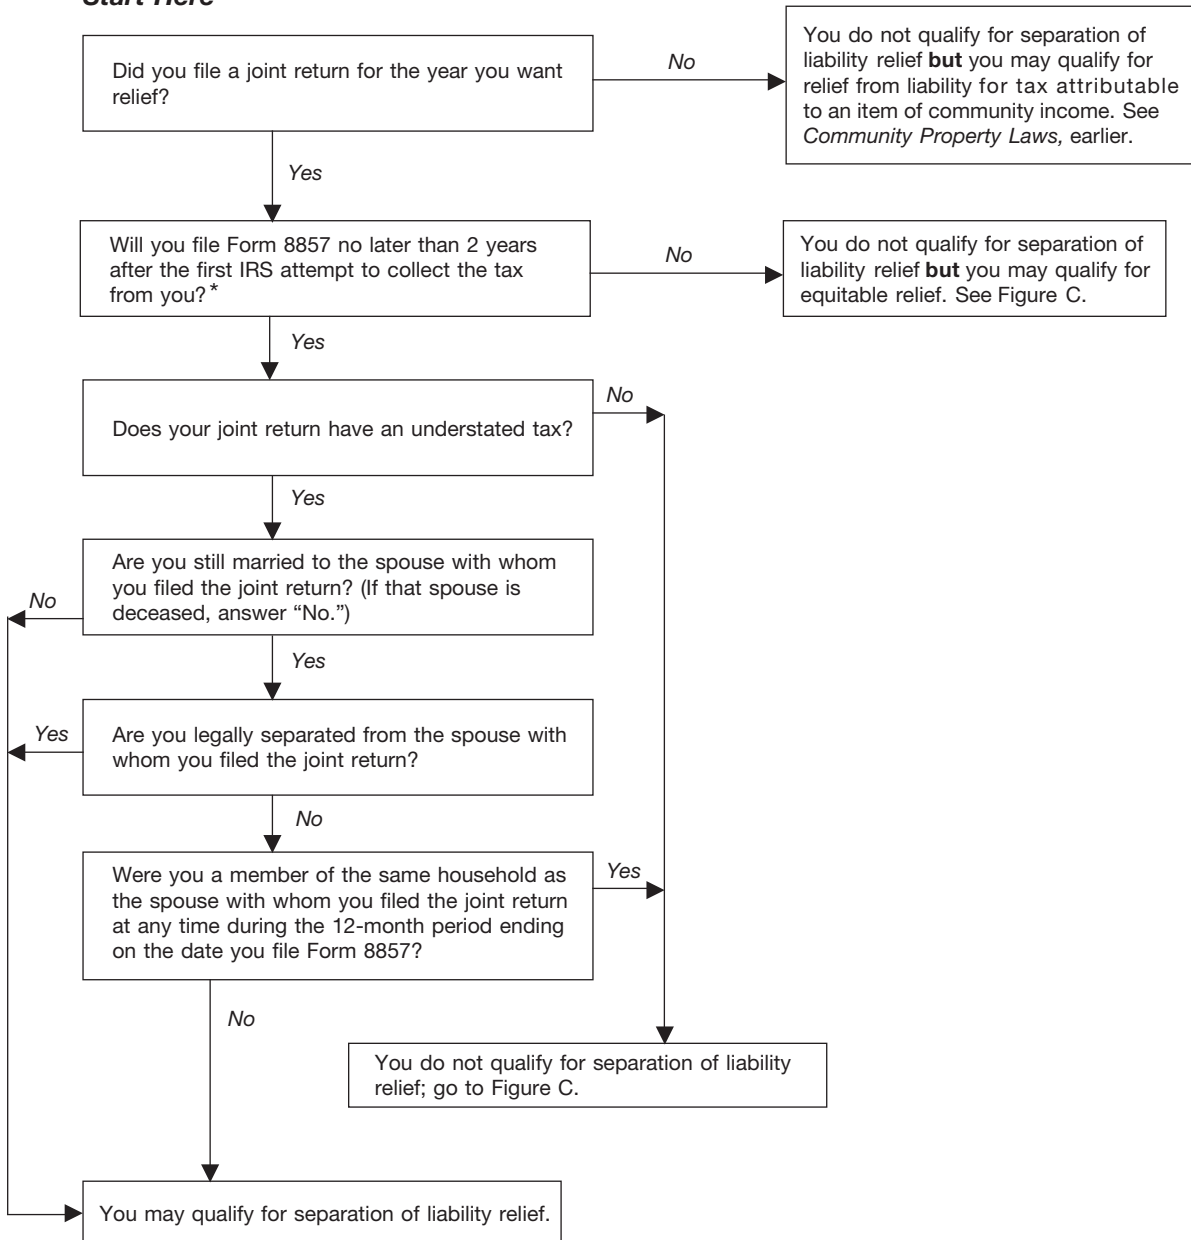 Start Here
Did you file a joint return for the year you want
relief?
No
You do not qualify for separation of
liability relief but you may qualify for
relief from liability for tax attributable
to an item of community income. See
Community Property Laws, earlier.
Yes
Will you file Form 8857 no later than 2 years
after the first IRS attempt to collect the tax
from you?*
No
You do not qualify for separation of
liability relief but you may qualify for
equitable relief. See Figure C.
Yes
Does your joint return have an understated tax?
No
Yes
Are you still married to the spouse with whom
you filed the joint return? (If that spouse is
deceased, answer “No.”)
No
Yes
Are you legally separated from the spouse with
whom you filed the joint return?
Yes
No
Were you a member of the same household as
the spouse with whom you filed the joint return
at any time during the 12-month period ending
on the date you file Form 8857?
Yes
No
You do not qualify for separation of liability
relief; go to Figure C.
You may qualify for separation of liability relief.